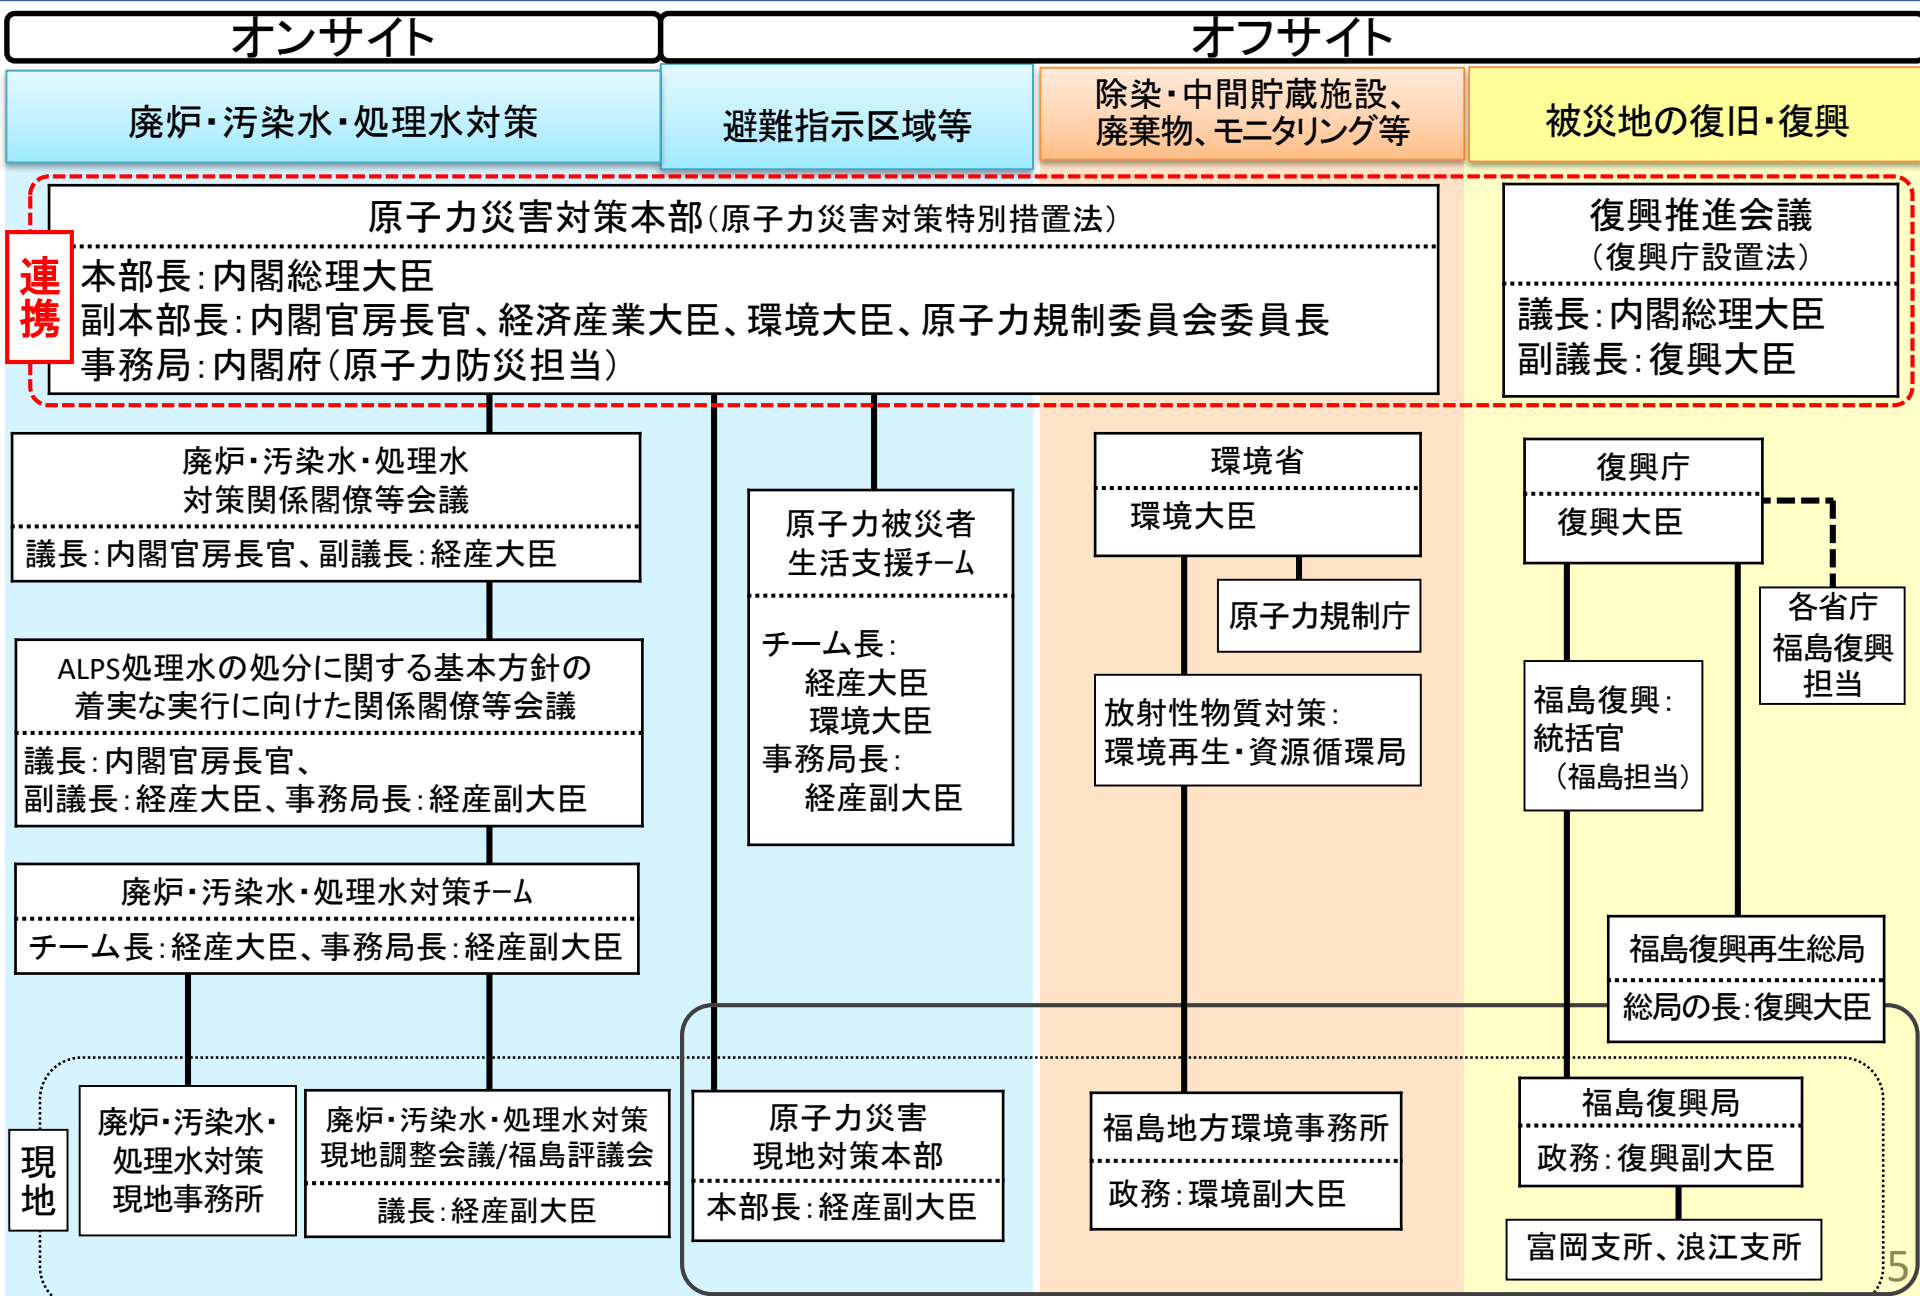 オンサイト
オフサイト
廃炉・汚染水・処理水対策
避難指示区域等
除染・中間貯蔵施設、
廃棄物、モニタリング等
被災地の復旧・復興
連携
原子力災害対策本部（原子力災害対策特別措置法）
本部長：内閣総理大臣
副本部長：内閣官房長官、経済産業大臣、環境大臣、原子力規制委員会委員長
事務局：内閣府（原子力防災担当）
復興推進会議
（復興庁設置法）
議長：内閣総理大臣
副議長：復興大臣
廃炉・汚染水・処理水
対策関係閣僚等会議
議長：内閣官房長官、副議長：経産大臣
ALPS処理水の処分に関する基本方針の
着実な実行に向けた関係閣僚等会議
議長：内閣官房長官、
副議長：経産大臣、事務局長：経産副大臣
廃炉・汚染水・処理水対策チーム
チーム長：経産大臣、事務局長：経産副大臣
原子力被災者
生活支援チーム
チーム長：
経産大臣
環境大臣
事務局長：
経産副大臣
環境省
環境大臣
原子力規制庁
放射性物質対策：
環境再生・資源循環局
復興庁
復興大臣
各省庁
福島復興
担当
福島復興：
統括官
（福島担当）
福島復興再生総局
総局の長：復興大臣
現地
廃炉・汚染水・
処理水対策
現地事務所
廃炉・汚染水・処理水対策
現地調整会議/福島評議会
議長：経産副大臣
原子力災害
現地対策本部
本部長：経産副大臣
福島地方環境事務所
政務：環境副大臣
福島復興局
政務：復興副大臣
富岡支所、浪江支所
5